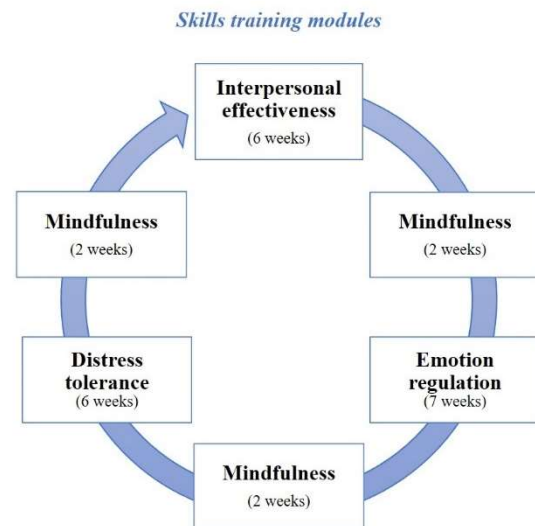 Skills training modules
Interpersonal
effectiveness
(6 weeks)
Mindfulness
(2 weeks)
Mindfulness
(2 weeks)
Distress
tolerance
(6 weeks)
Emotion
regulation
(7 weeks)
Mindfulness
(2 weeks)